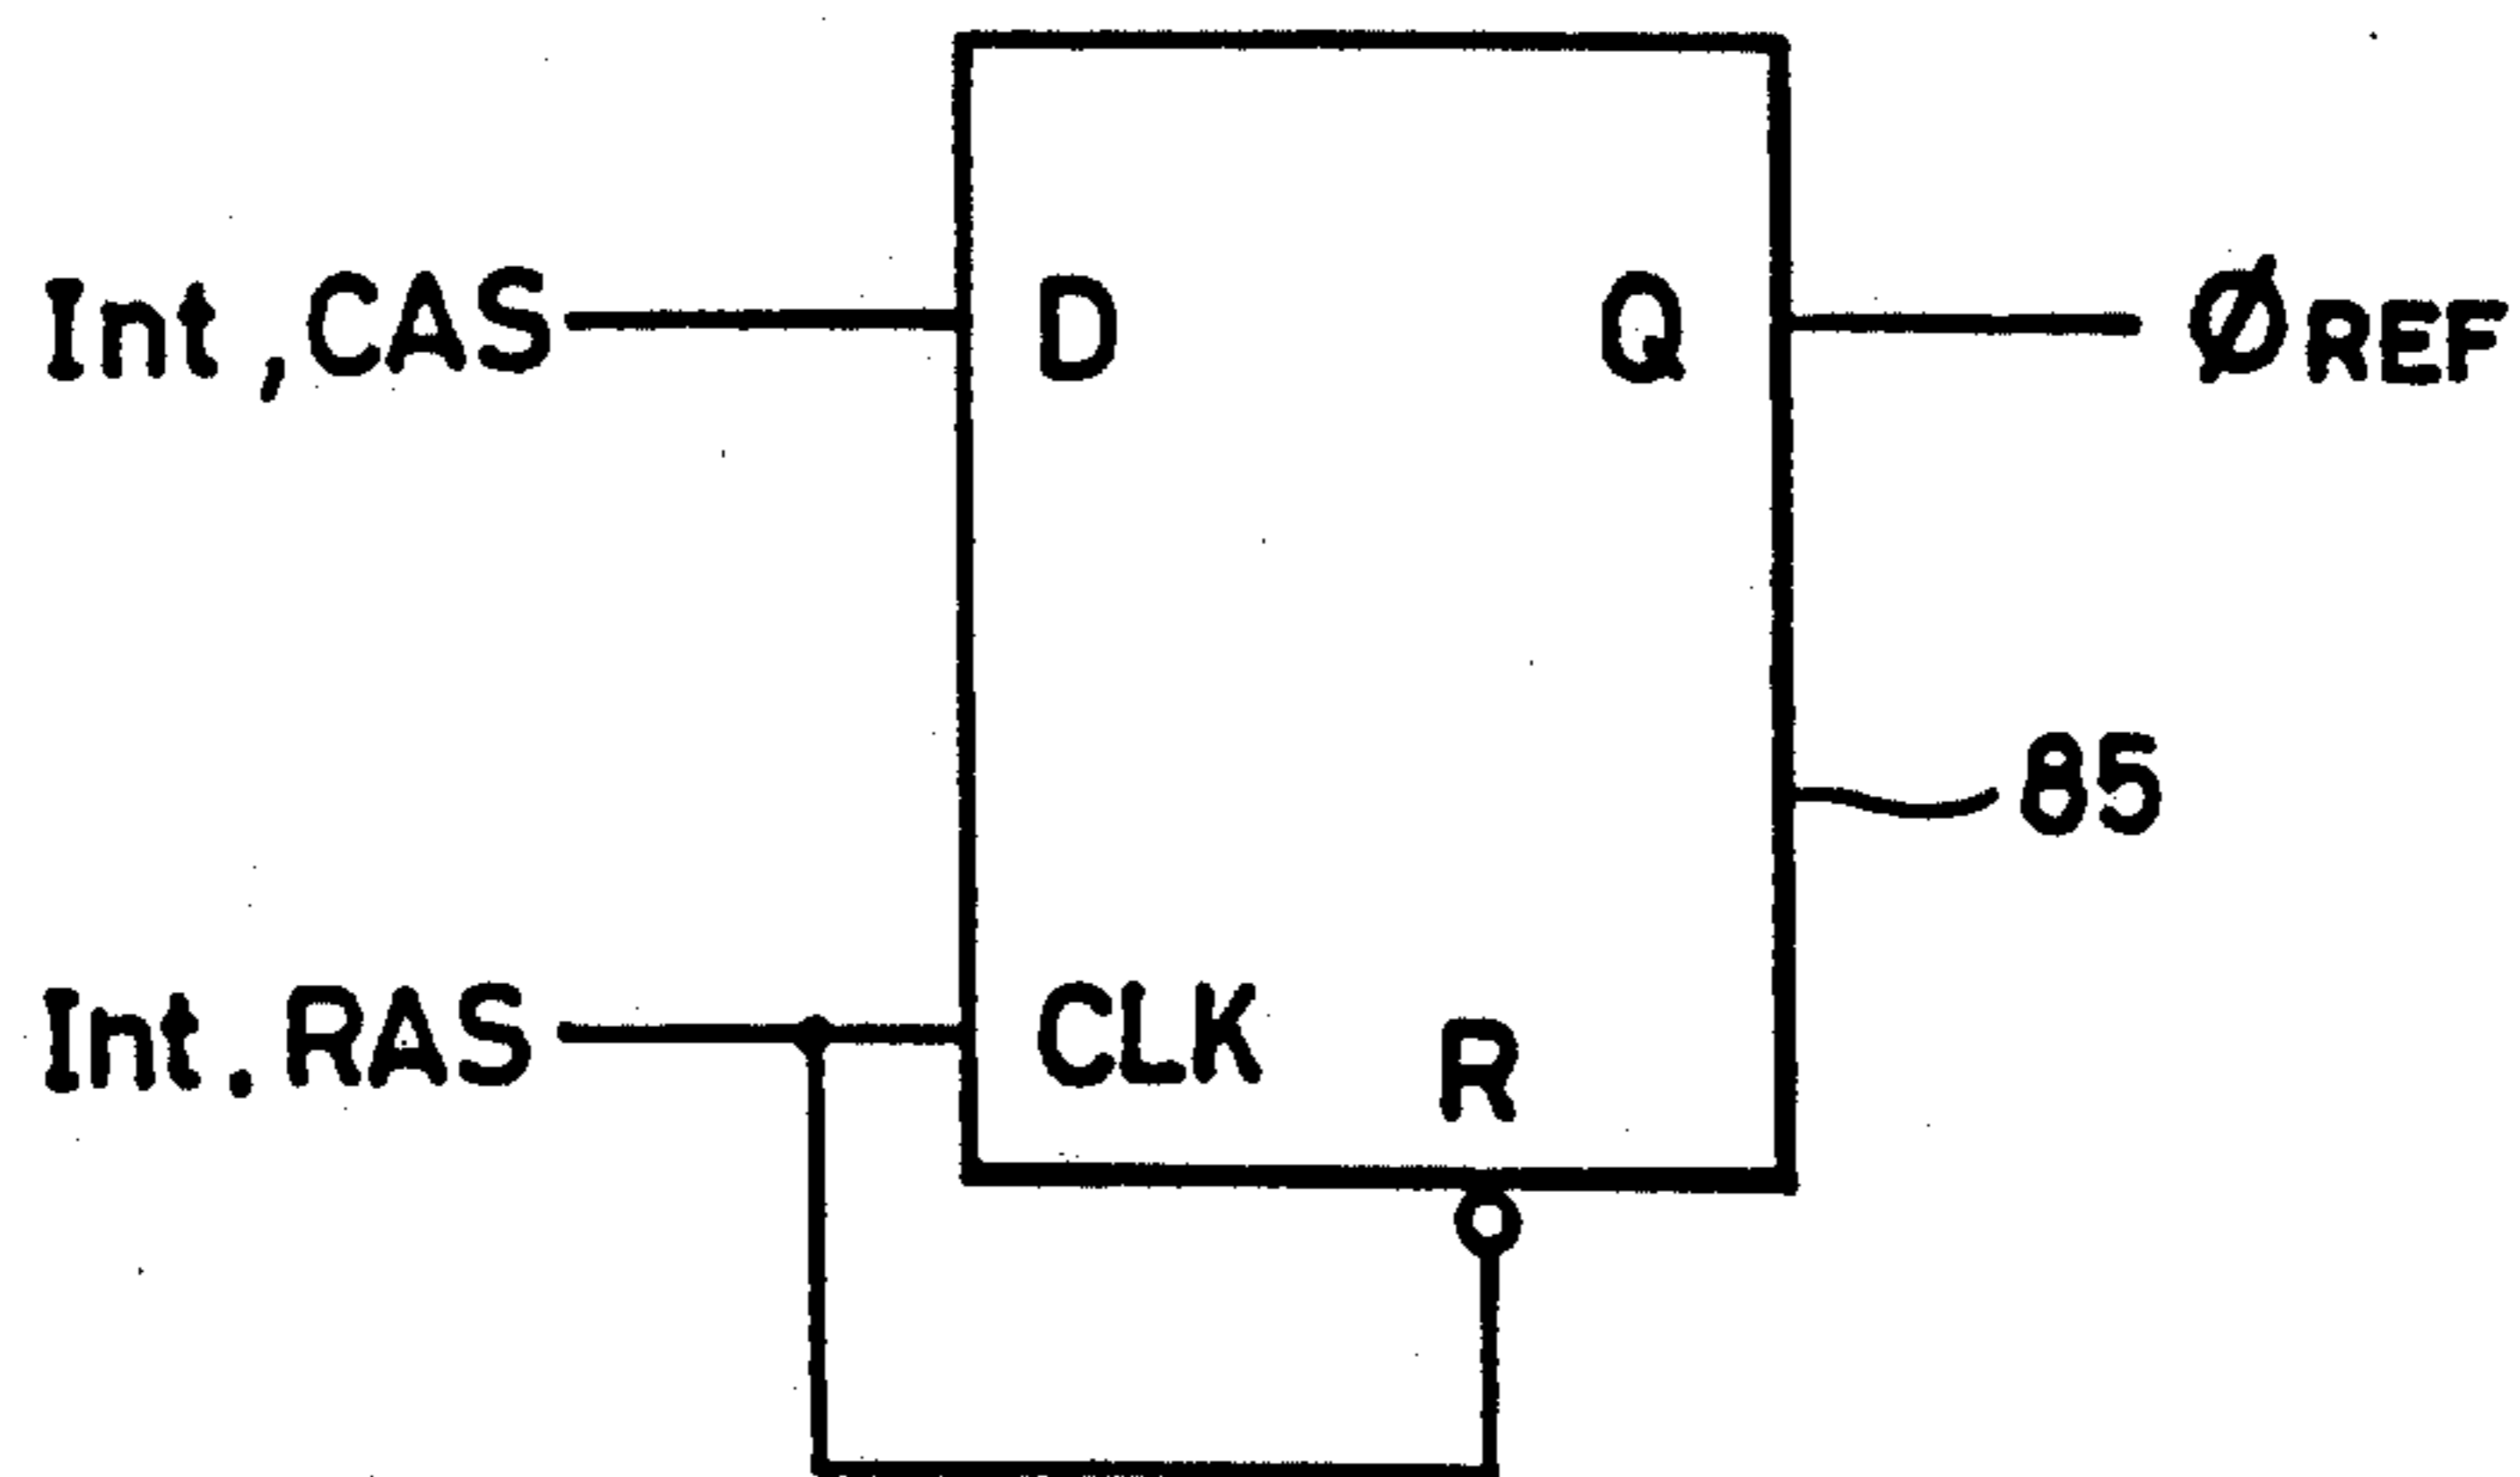 Int,CAS D Q ØREF
85
Int.RAS CLK R